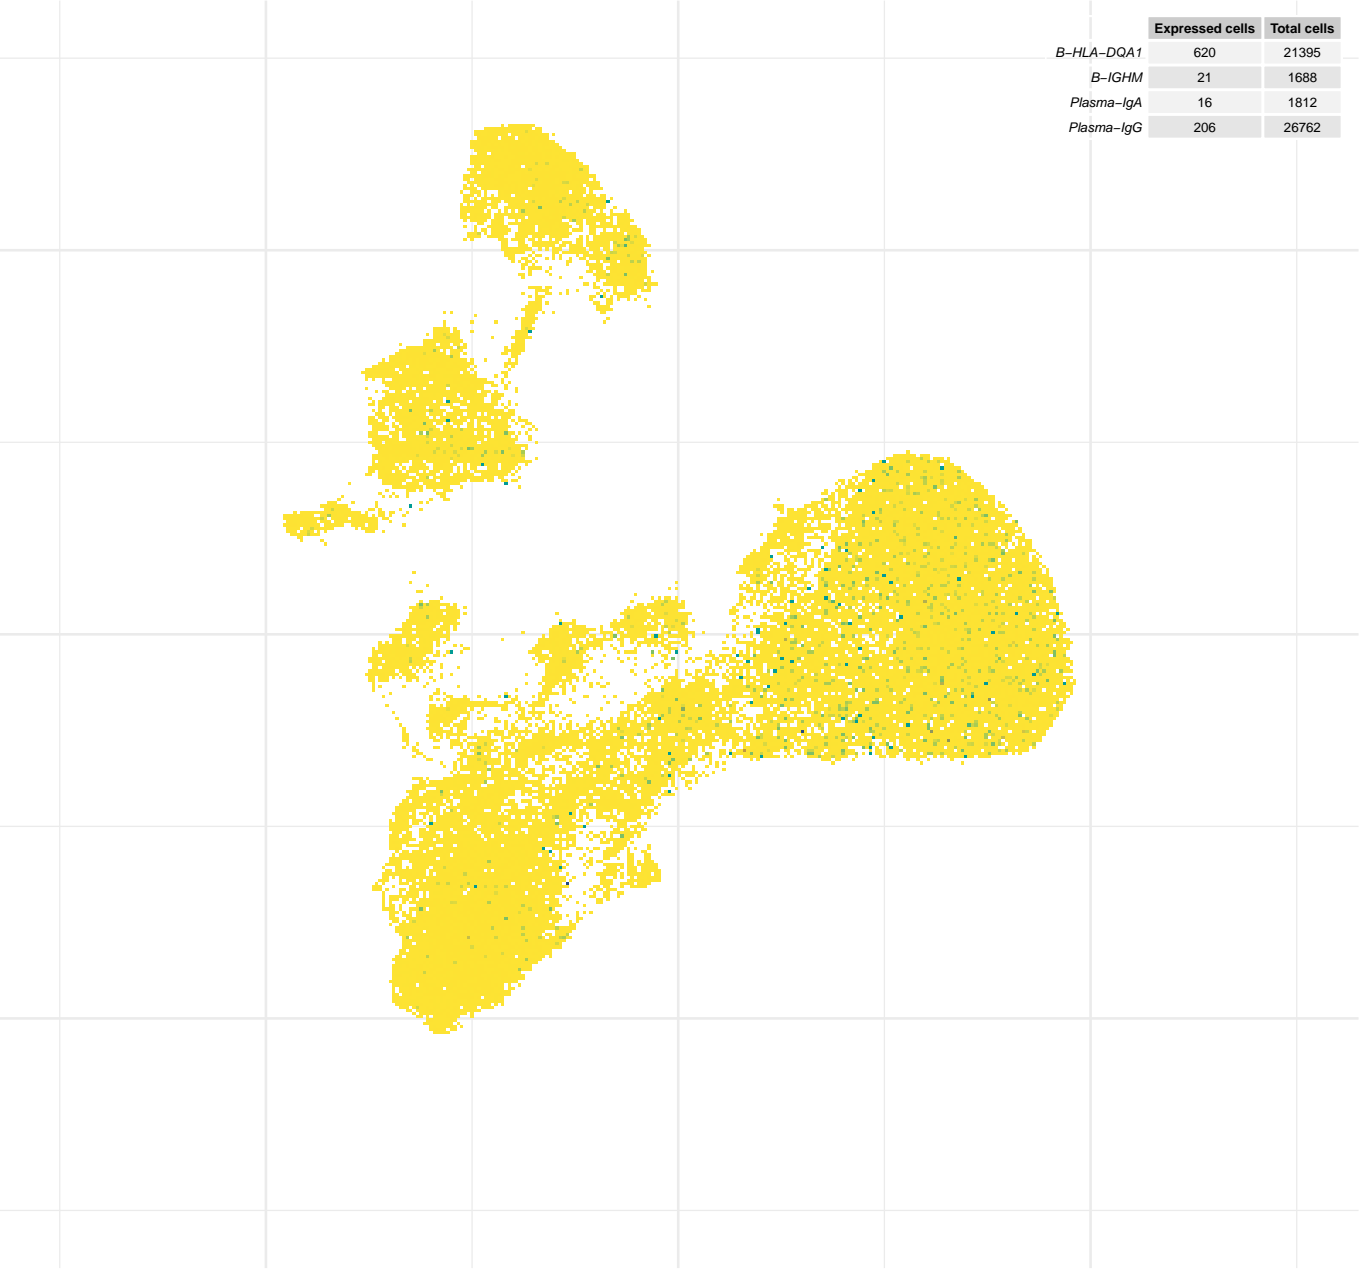 Expressed cells Total cells
B−HLA−DQA1 620 21395
B−IGHM 21 1688
Plasma−IgA 16 1812
Plasma−IgG 206 26762